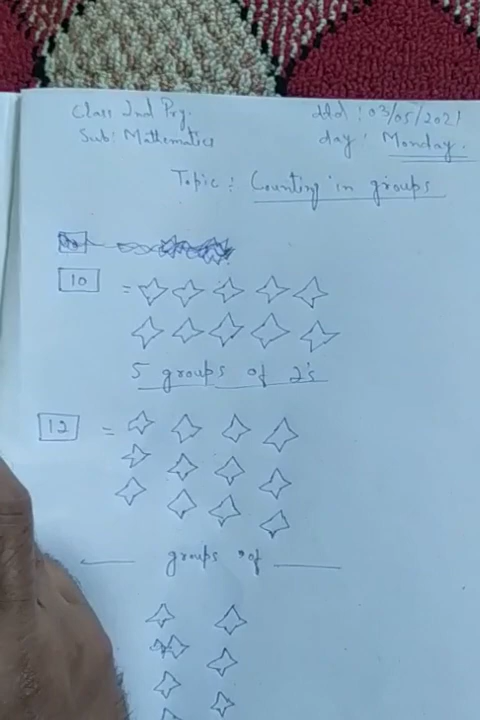 Class 2nd Pry.
dtd : 03/05/2021
Sub: Mathematics
day : Monday.
Topic : Counting in groups
10 =
5 groups of 2's
12 =
groups of